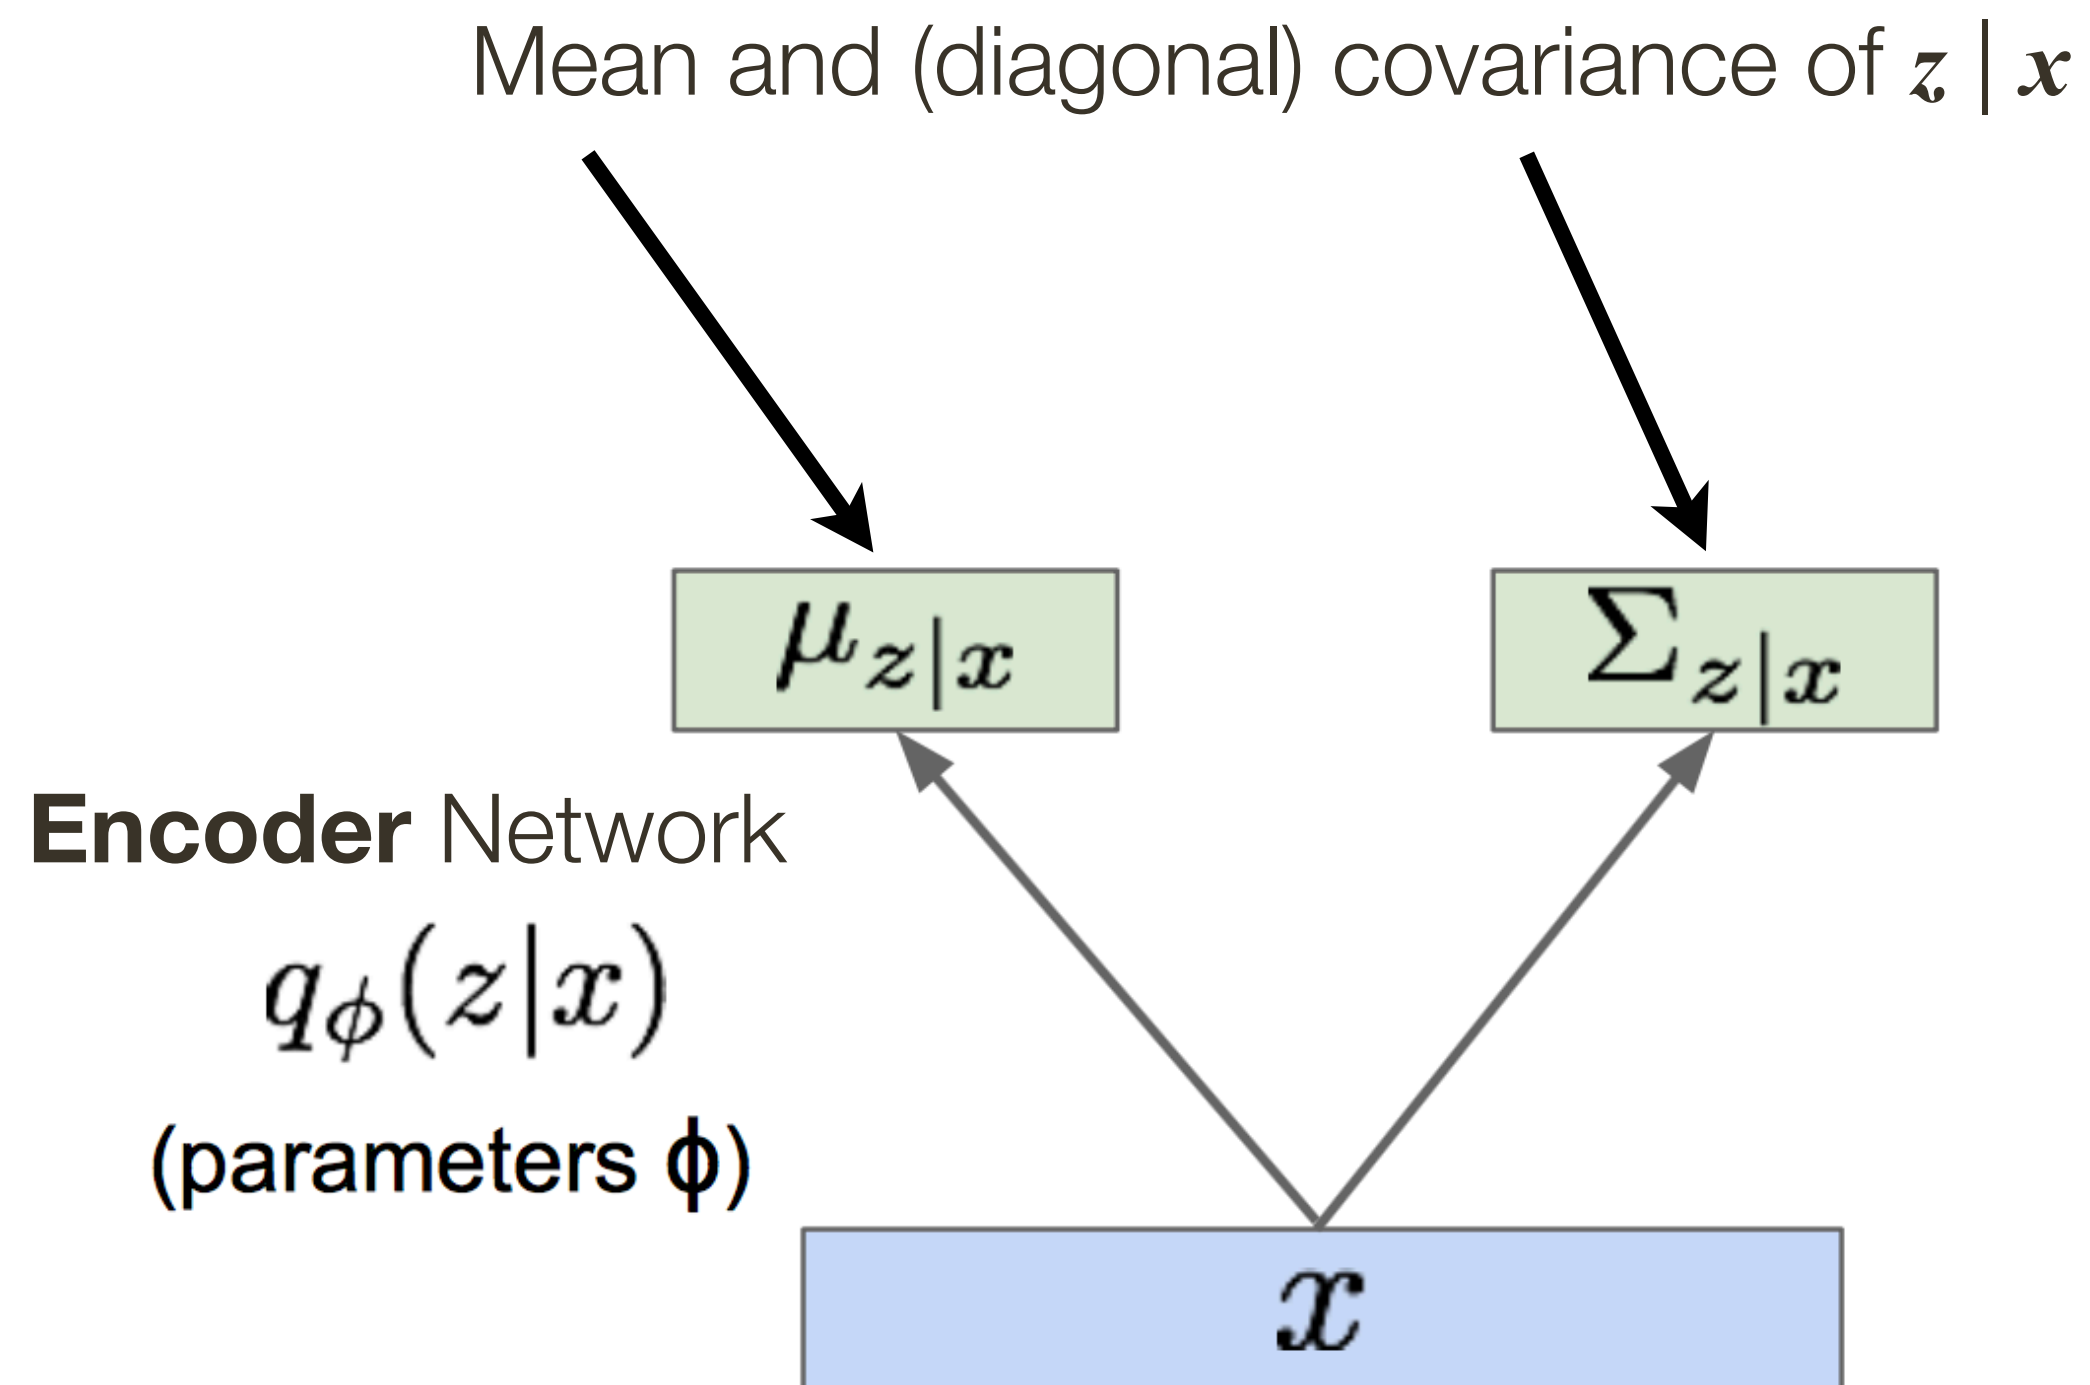 Mean and (diagonal) covariance of z | x
μz|x
Σz|x
Encoder Network
qϕ(z|x)
(parameters ϕ)
x